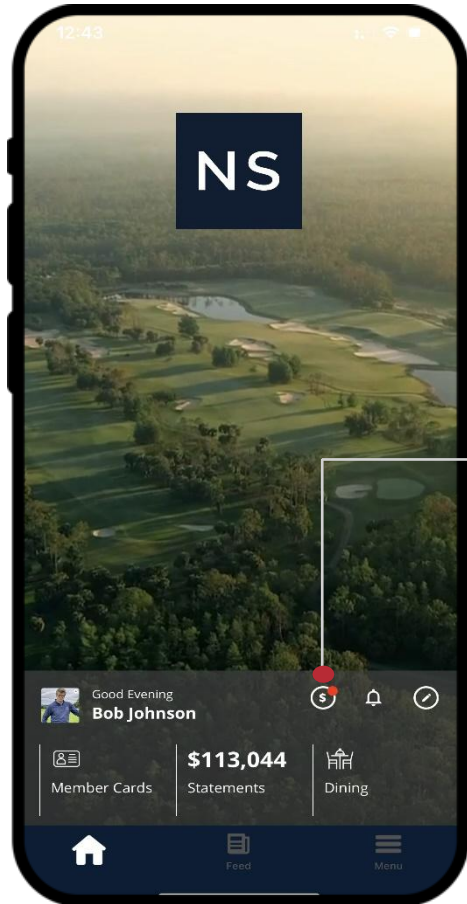 12:43
NS
Good Evening
Bob Johnson
$
$113,044
Member Cards
Statements
Dining
Feed
Menu